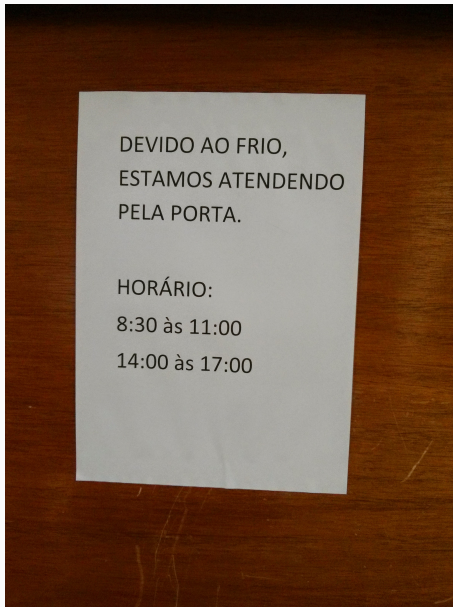 DEVIDO AO FRIO,
ESTAMOS ATENDENDO
PELA PORTA.
HORÁRIO:
8:30 às 11:00
14:00 às 17:00